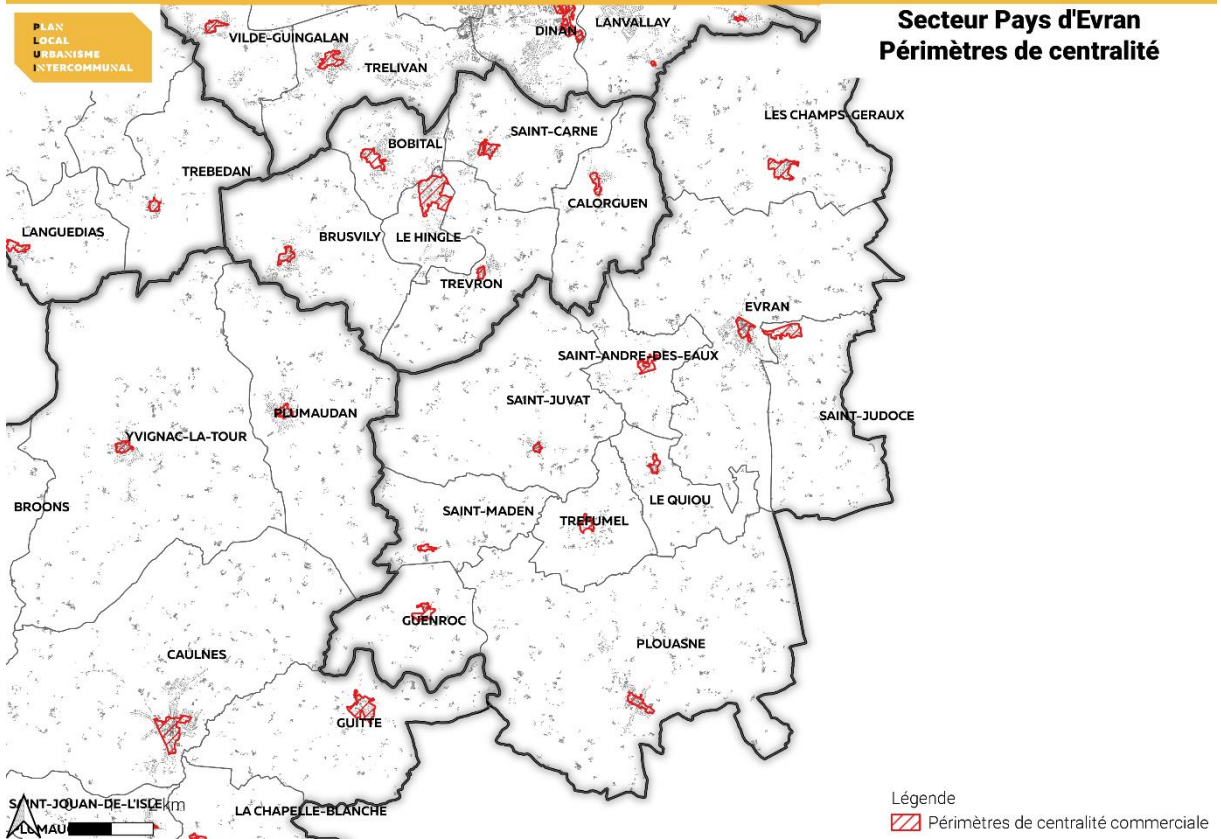 PLAN
LOCAL
URBANISME
INTERCOMMUNAL
Secteur Pays d'Evran
Périmètres de centralité
VILDE-GUINGALAN
TRELIVAN
DINAN
LANVALLAY
LES CHAMPS-GERAUX
BOBITAL
SAINT-CARNE
TREBEDAN
CALORGUEN
LANGUEDIAS
BRUSVILY
LE HINGLE
TREVRON
EVRAN
SAINT-ANDRE-DES-EAUX
SAINT-JUVAT
PLUMAUDAN
SAINT-JUDOCE
YVIGNAC-LA-TOUR
LE QUIOU
BROONS
SAINT-MADEN
TREFUMEL
GUENROC
PLOUASNE
CAULNES
GUITTE
SAINT-JOUAN-DE-L'ISLE
2 km
LA CHAPELLE-BLANCHE
Légende
Périmètres de centralité commerciale